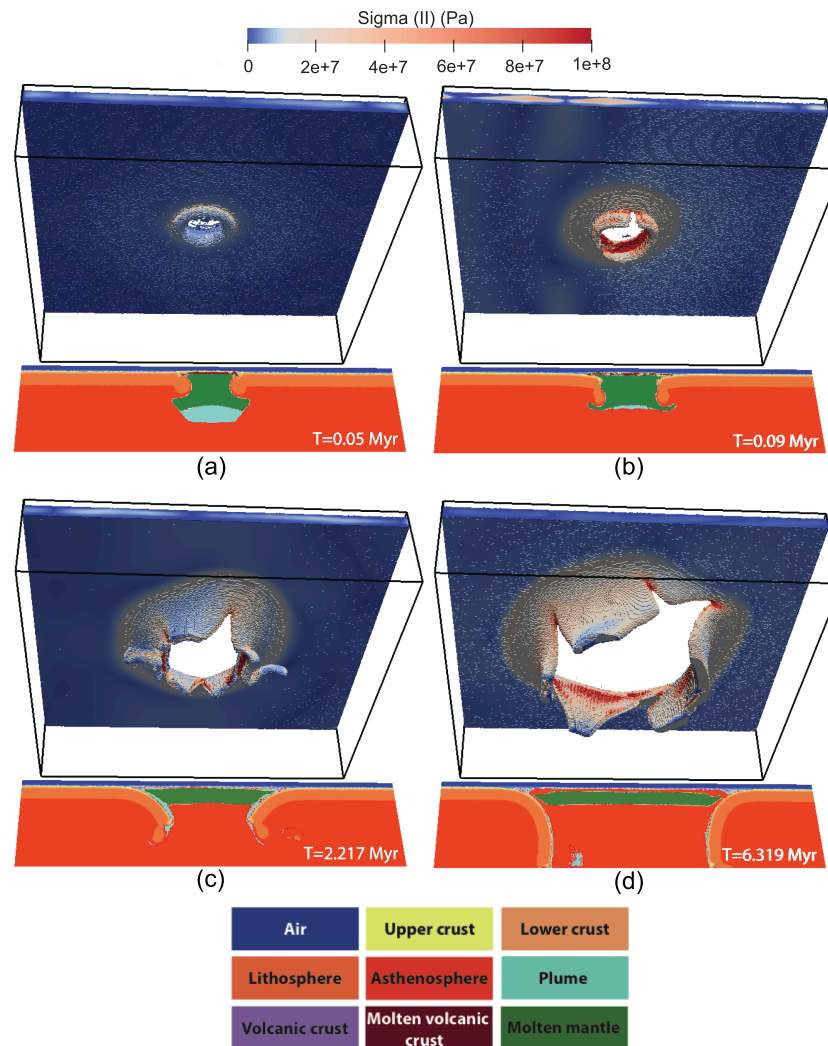 Sigma (II) (Pa)
0 2e+7 4e+7 6e+7 8e+7 1e+8
T=0.05 Myr
T=0.09 Myr
(a)
(b)
T=2.217 Myr
T=6.319 Myr
(c)
(d)
Air
Upper crust
Lower crust
Lithosphere
Asthenosphere
Plume
Volcanic crust
Molten volcanic
crust
Molten mantle